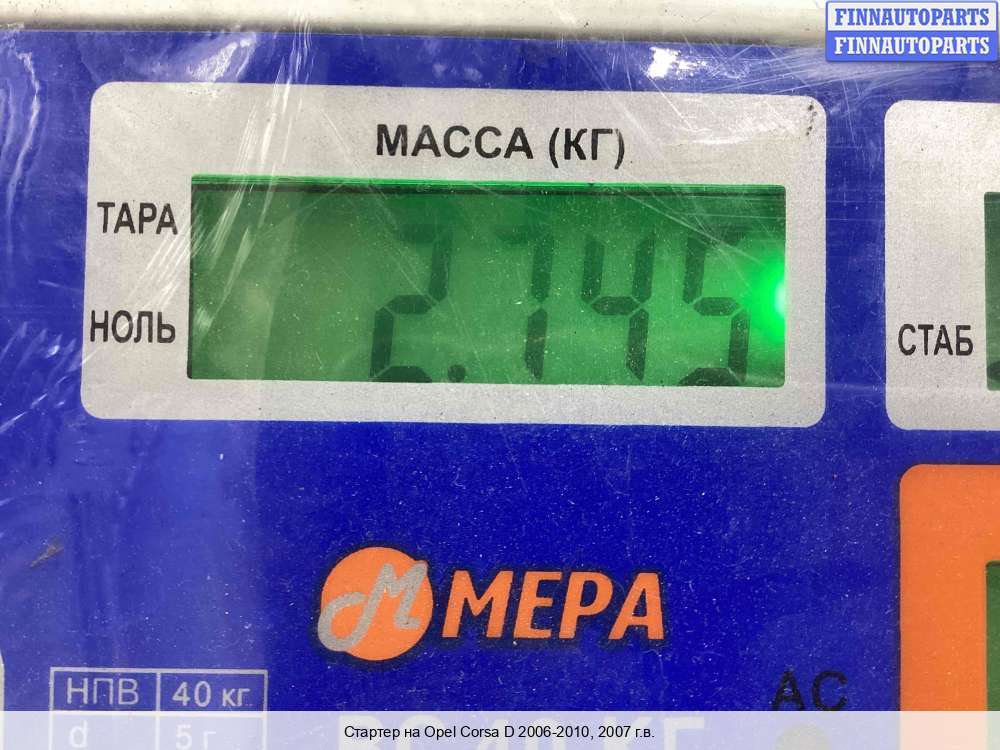 FINNAUTOPARTS
FINNAUTOPARTS
МАССА (КГ)
ТАРА
2.745
НОЛЬ
СТАБ
М МЕРА
НПВ 40 кг
АС
d 5 г
Стартер на Opel Corsa D 2006-2010, 2007 г.в.